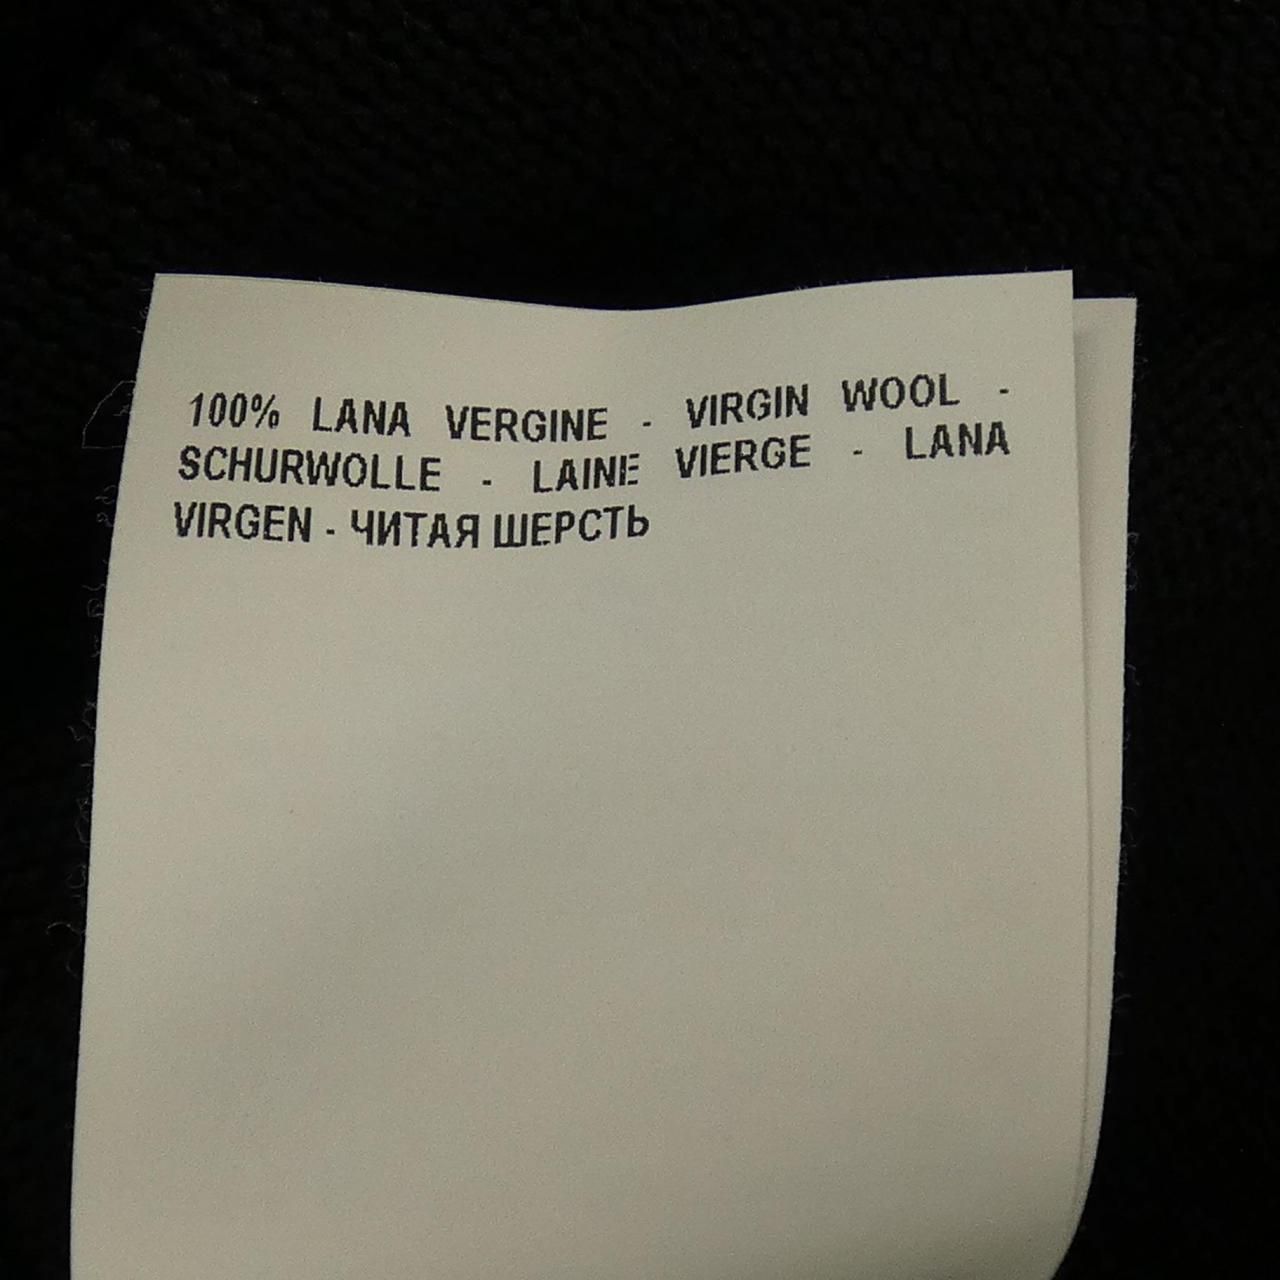 100% LANA VERGINE - VIRGIN WOOL -
SCHURWOLLE - LAINE VIERGE - LANA
VIRGEN - ЧИТАЯ ШЕРСТЬ